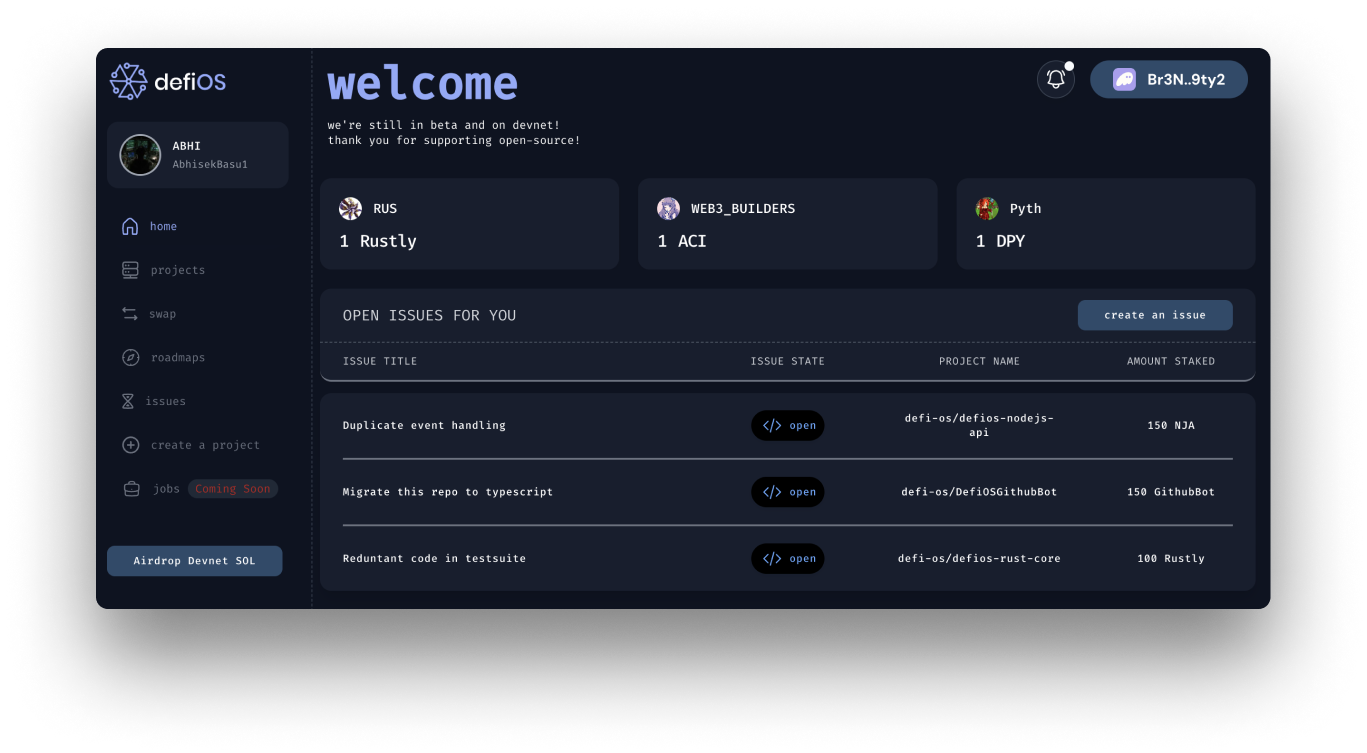 defiOS
ABHI
AbhisekBasu1
home
projects
swap
roadmaps
issues
create a project
jobs Coming Soon
Airdrop Devnet SOL
welcome
we're still in beta and on devnet!
thank you for supporting open-source!
Br3N..9ty2
RUS
1 Rustly
WEB3_BUILDERS
1 ACI
Pyth
1 DPY
OPEN ISSUES FOR YOU
create an issue
ISSUE TITLE ISSUE STATE PROJECT NAME AMOUNT STAKED
Duplicate event handling </> open defi-os/defios-nodejs-
api 150 NJA
Migrate this repo to typescript </> open defi-os/DefiOSGithubBot 150 GithubBot
Reduntant code in testsuite </> open defi-os/defios-rust-core 100 Rustly